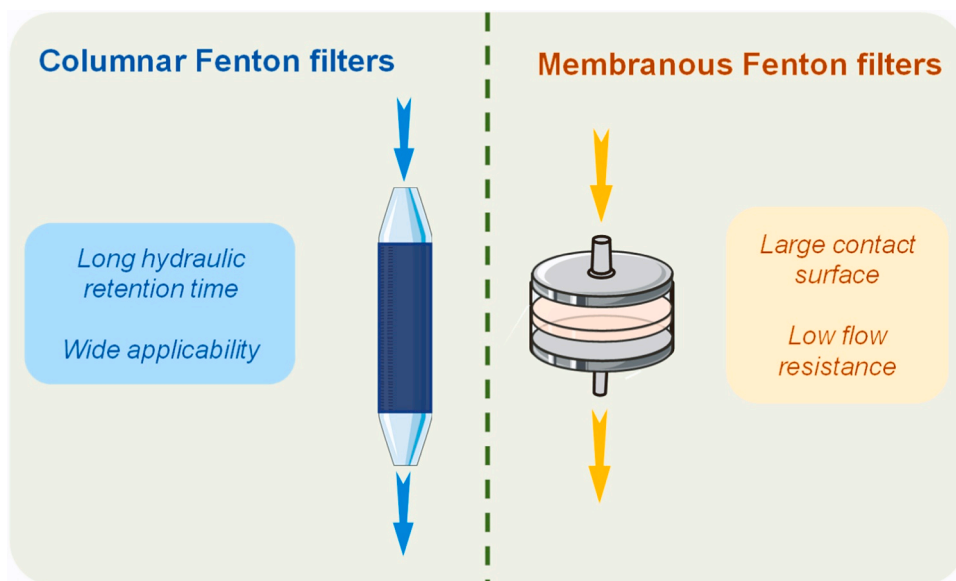 Columnar Fenton filters
Membranous Fenton filters
Long hydraulic
retention time
Wide applicability
Large contact
surface
Low flow
resistance